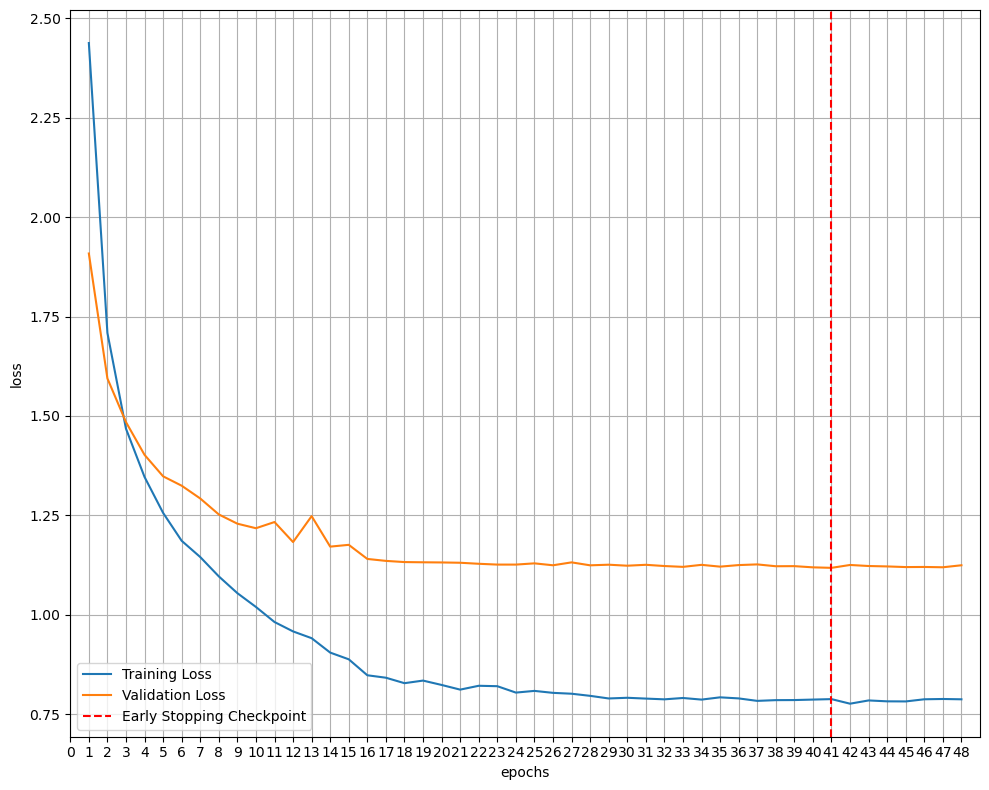 2.50
2.25
2.00
1.75
1.50
1.25
1.00
0.75
loss
Training Loss
Validation Loss
Early Stopping Checkpoint
0 1 2 3 4 5 6 7 8 9 10 11 12 13 14 15 16 17 18 19 20 21 22 23 24 25 26 27 28 29 30 31 32 33 34 35 36 37 38 39 40 41 42 43 44 45 46 47 48
epochs